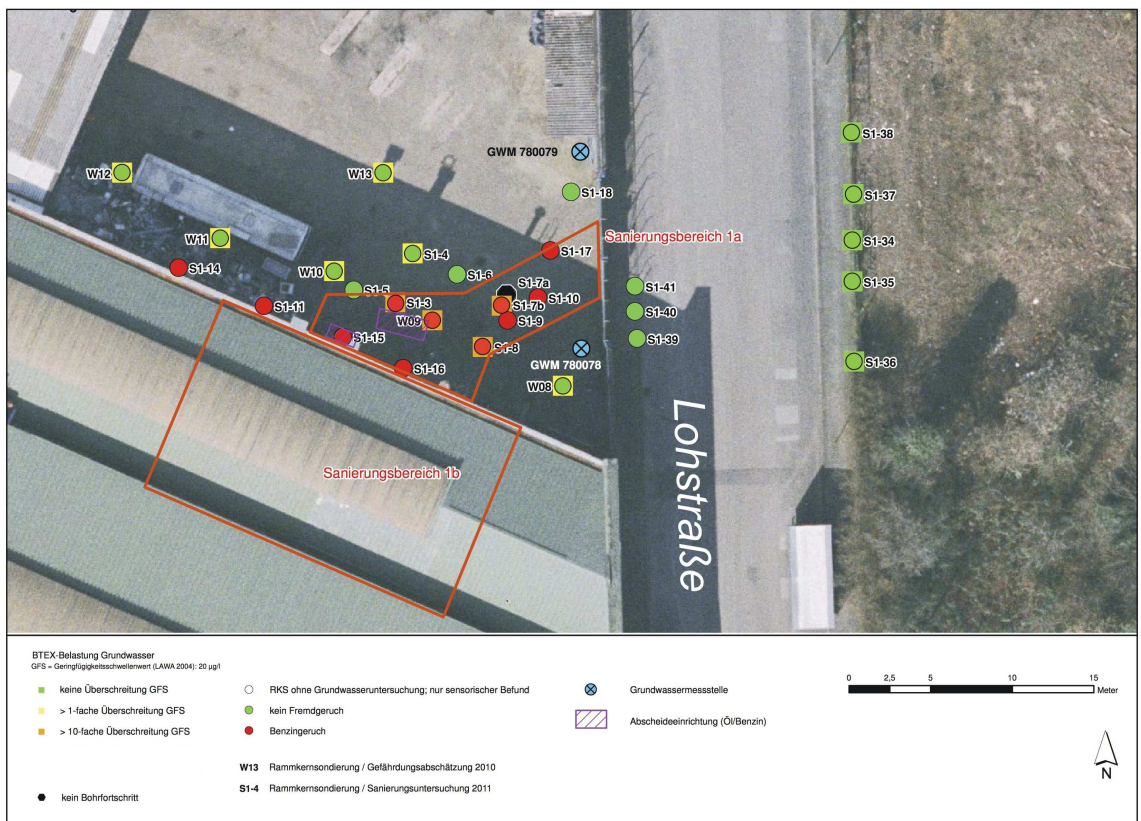 S1-38
GWM 780079
W12
W13
S1-18
S1-37
W11
S1-4
S1-17
Sanierungsbereich 1a
S1-34
S1-14
W10
S1-6
S1-7a
S1-41
S1-35
S1-5
S1-10
S1-11
S1-3
S1-7b
S1-40
W09
S1-9
S1-15
S1-39
S1-8
GWM 780078
S1-36
S1-16
W08
Sanierungsbereich 1b
Lohstraße
BTEX-Belastung Grundwasser
GFS = Geringfügigkeitsschwellenwert (LAWA 2004): 20 µg/l
keine Überschreitung GFS
> 1-fache Überschreitung GFS
> 10-fache Überschreitung GFS
kein Bohrfortschritt
RKS ohne Grundwasseruntersuchung; nur sensorischer Befund
kein Fremdgeruch
Benzingeruch
W13 Rammkernsondierung / Gefährdungsabschätzung 2010
S1-4 Rammkernsondierung / Sanierungsuntersuchung 2011
Grundwassermessstelle
Abscheideeinrichtung (Öl/Benzin)
0 2,5 5 10 15
Meter
N